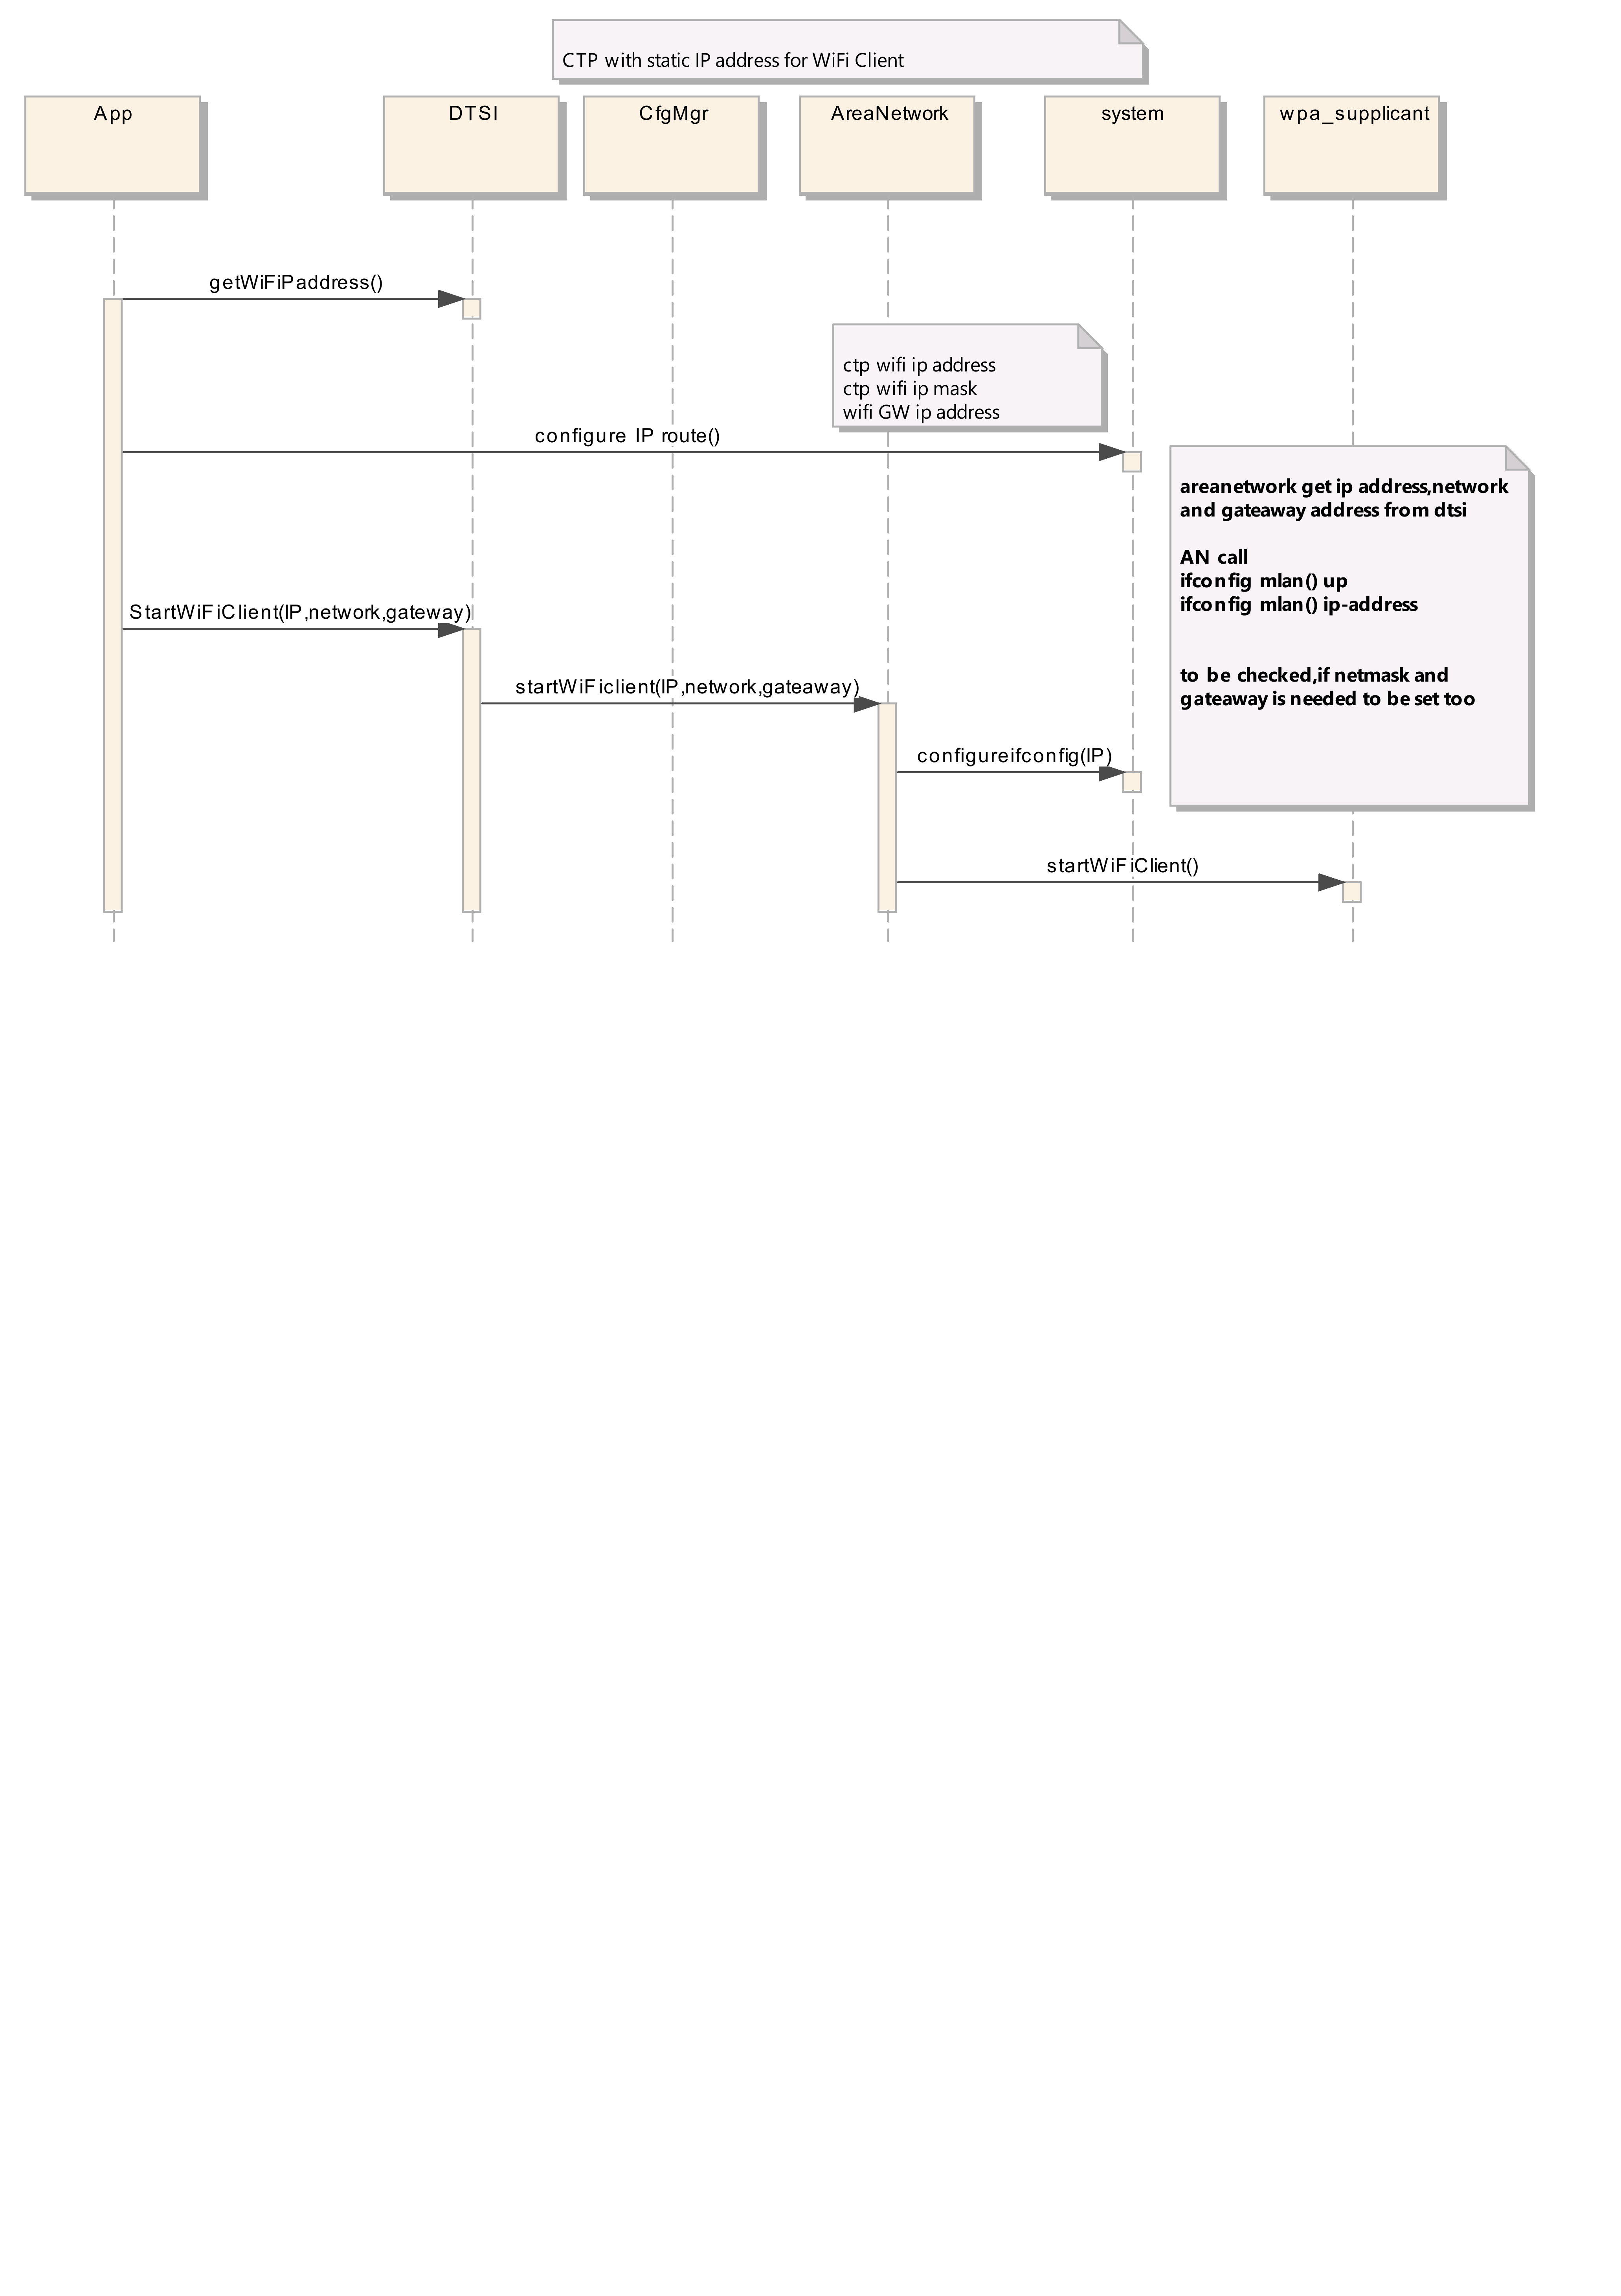 CTP with static IP address for WiFi Client
App
DTSI
CfgMgr
AreaNetwork
system
wpa_supplicant
getWiFiPaddress()
ctp wifi ip address
ctp wifi ip mask
wifi GW ip address
configure IP route()
areanetwork get ip address,network
and gateaway address from dtsi
AN call
ifconfig mlan() up
ifconfig mlan() ip-address
to be checked,if netmask and
gateaway is needed to be set too
StartWiFiClient(IP,network,gateway)
startWiFiclient(IP,network,gateaway)
configureifconfig(IP)
startWiFiClient()